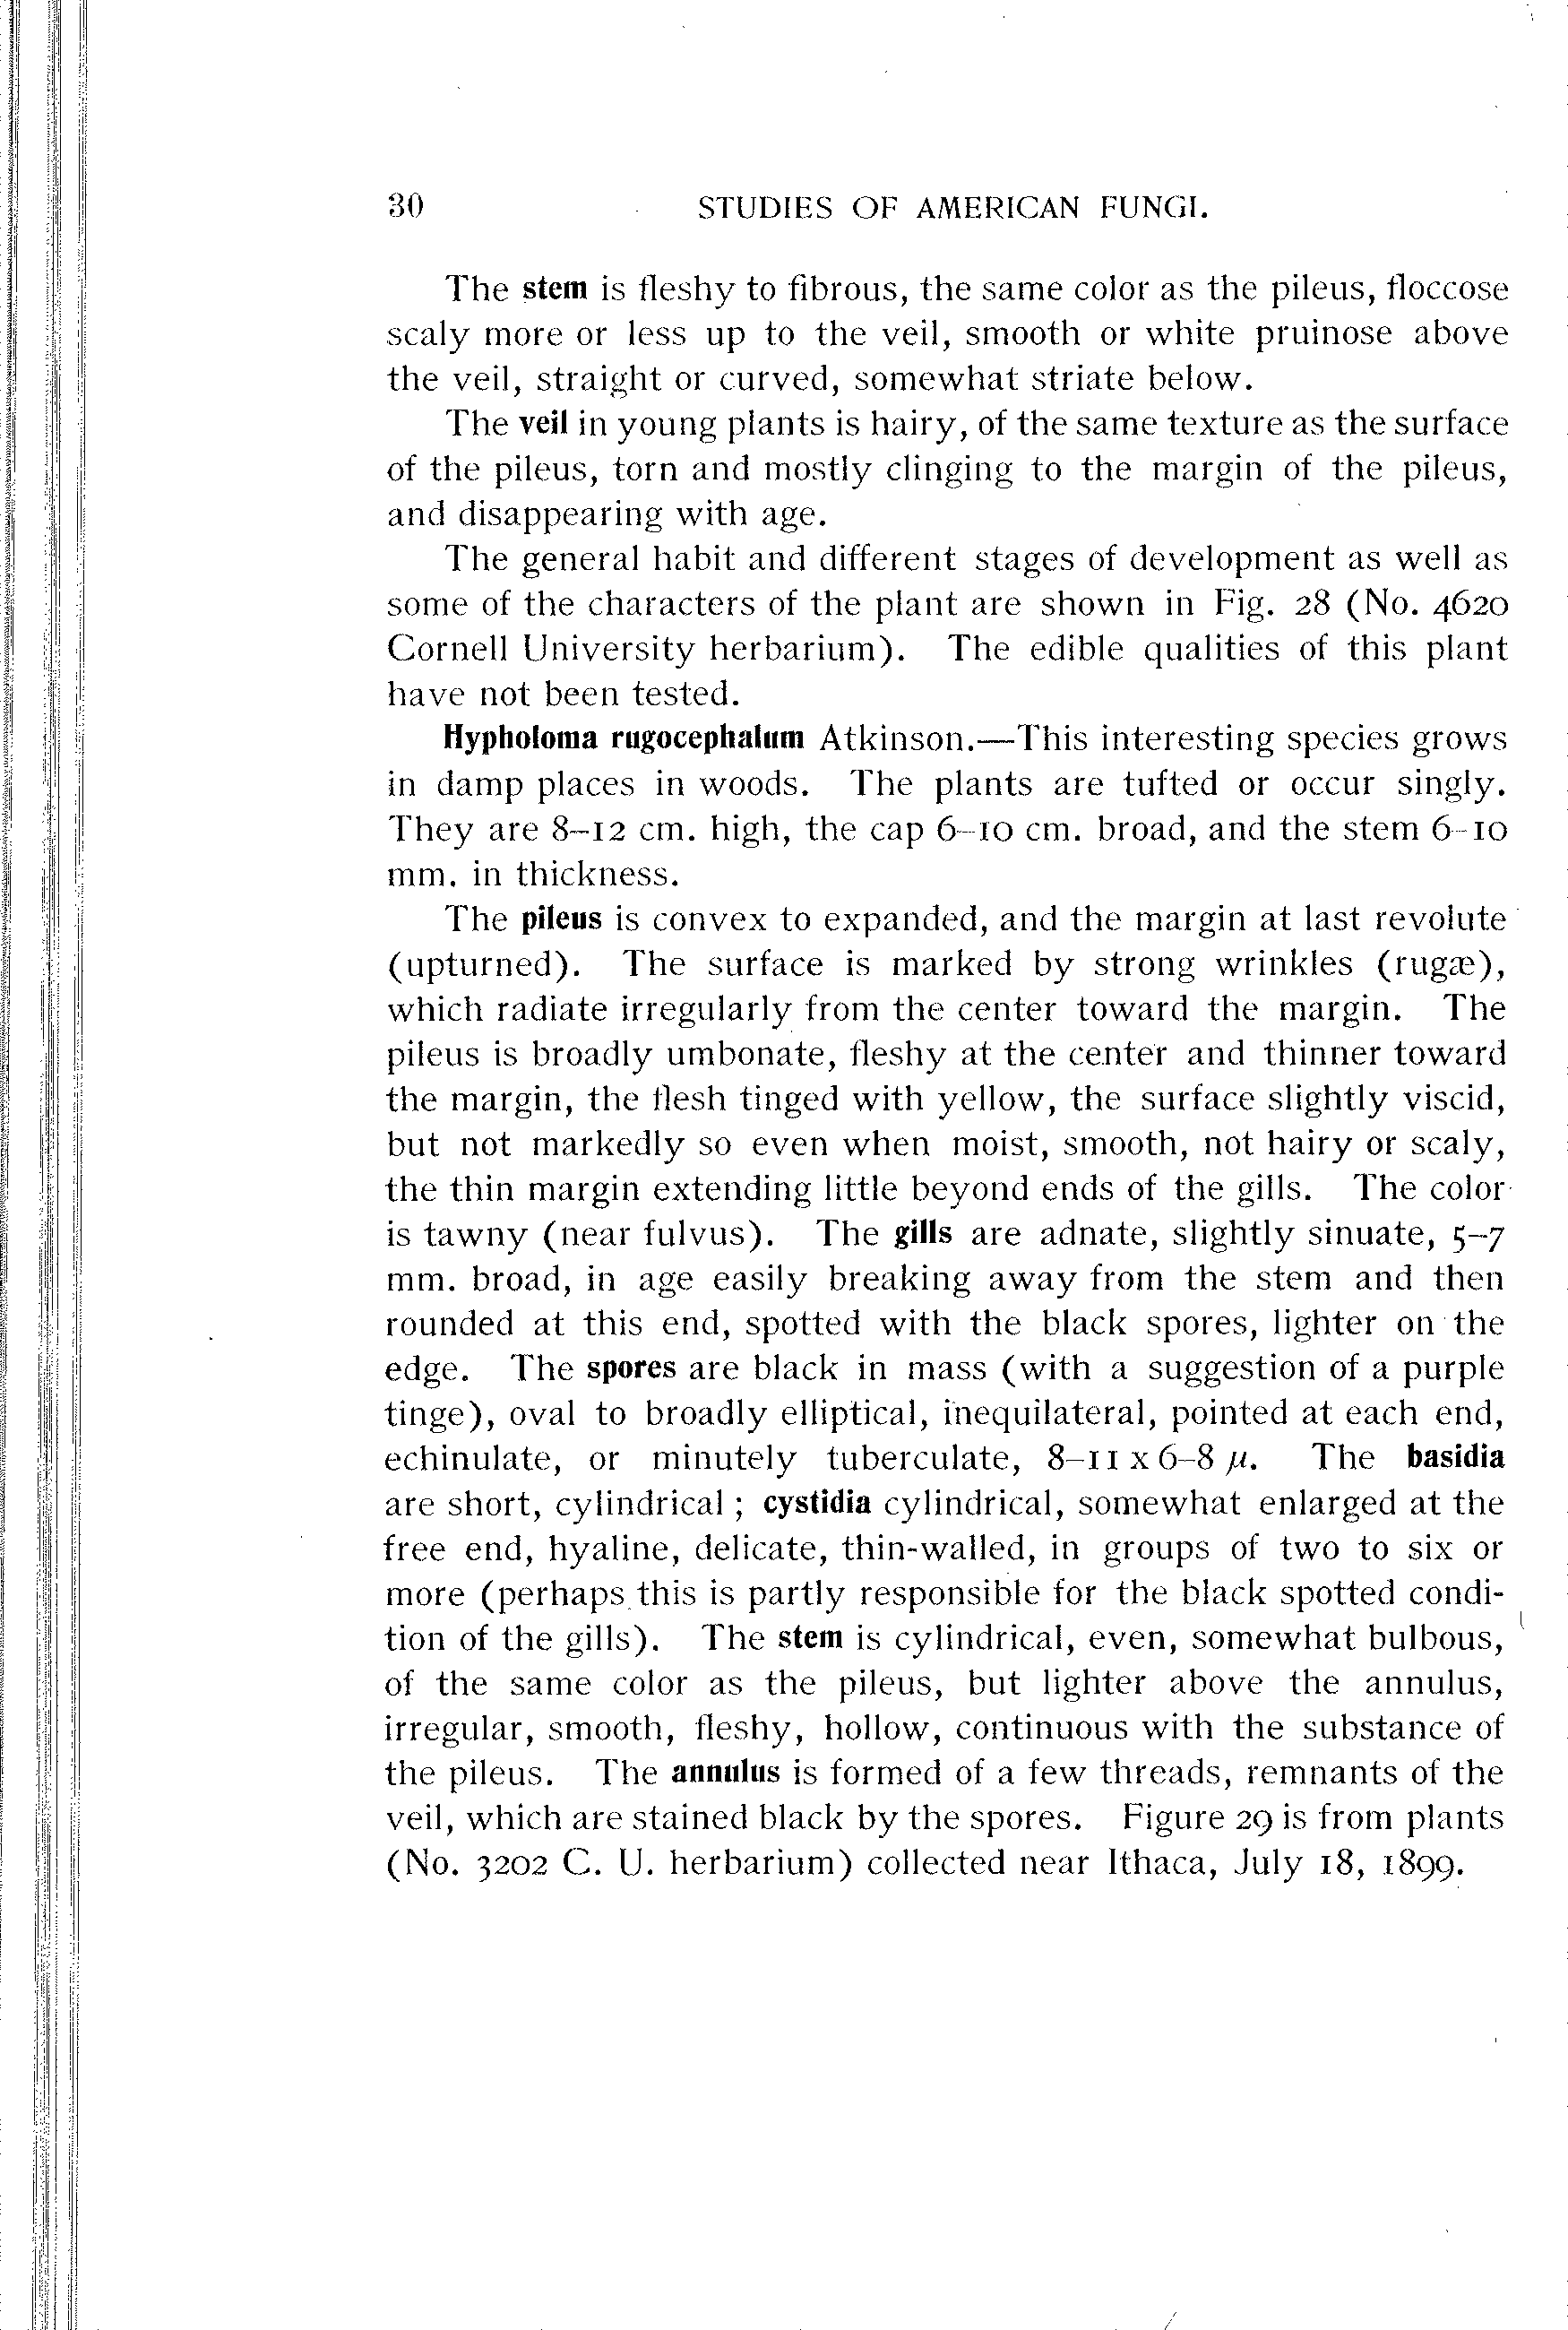 30 STUDIES OF AMERICAN FUNGI.
The stem is fleshy to fibrous, the same color as the pileus, floccose
scaly more or less up to the veil, smooth or white pruinose above
the veil, straight or curved, somewhat striate below.
The veil in young plants is hairy, of the same texture as the surface
of the pileus, torn and mostly clinging to the margin of the pileus,
and disappearing with age.
The general habit and different stages of development as well as
some of the characters of the plant are shown in Fig. 28 (No. 4620
Cornell University herbarium). The edible qualities of this plant
have not been tested.
Hypholoma rugocephalum Atkinson.—This interesting species grows
in damp places in woods. The plants are tufted or occur singly.
They are 8–12 cm. high, the cap 6–10 cm. broad, and the stem 6–10
mm. in thickness.
The pileus is convex to expanded, and the margin at last revolute
(upturned). The surface is marked by strong wrinkles (rugæ),
which radiate irregularly from the center toward the margin. The
pileus is broadly umbonate, fleshy at the center and thinner toward
the margin, the flesh tinged with yellow, the surface slightly viscid,
but not markedly so even when moist, smooth, not hairy or scaly,
the thin margin extending little beyond ends of the gills. The color
is tawny (near fulvus). The gills are adnate, slightly sinuate, 5–7
mm. broad, in age easily breaking away from the stem and then
rounded at this end, spotted with the black spores, lighter on the
edge. The spores are black in mass (with a suggestion of a purple
tinge), oval to broadly elliptical, inequilateral, pointed at each end,
echinulate, or minutely tuberculate, 8–11 x 6–8 µ. The basidia
are short, cylindrical ; cystidia cylindrical, somewhat enlarged at the
free end, hyaline, delicate, thin-walled, in groups of two to six or
more (perhaps this is partly responsible for the black spotted condi-
tion of the gills). The stem is cylindrical, even, somewhat bulbous,
of the same color as the pileus, but lighter above the annulus,
irregular, smooth, fleshy, hollow, continuous with the substance of
the pileus. The annulus is formed of a few threads, remnants of the
veil, which are stained black by the spores. Figure 29 is from plants
(No. 3202 C. U. herbarium) collected near Ithaca, July 18, 1899.